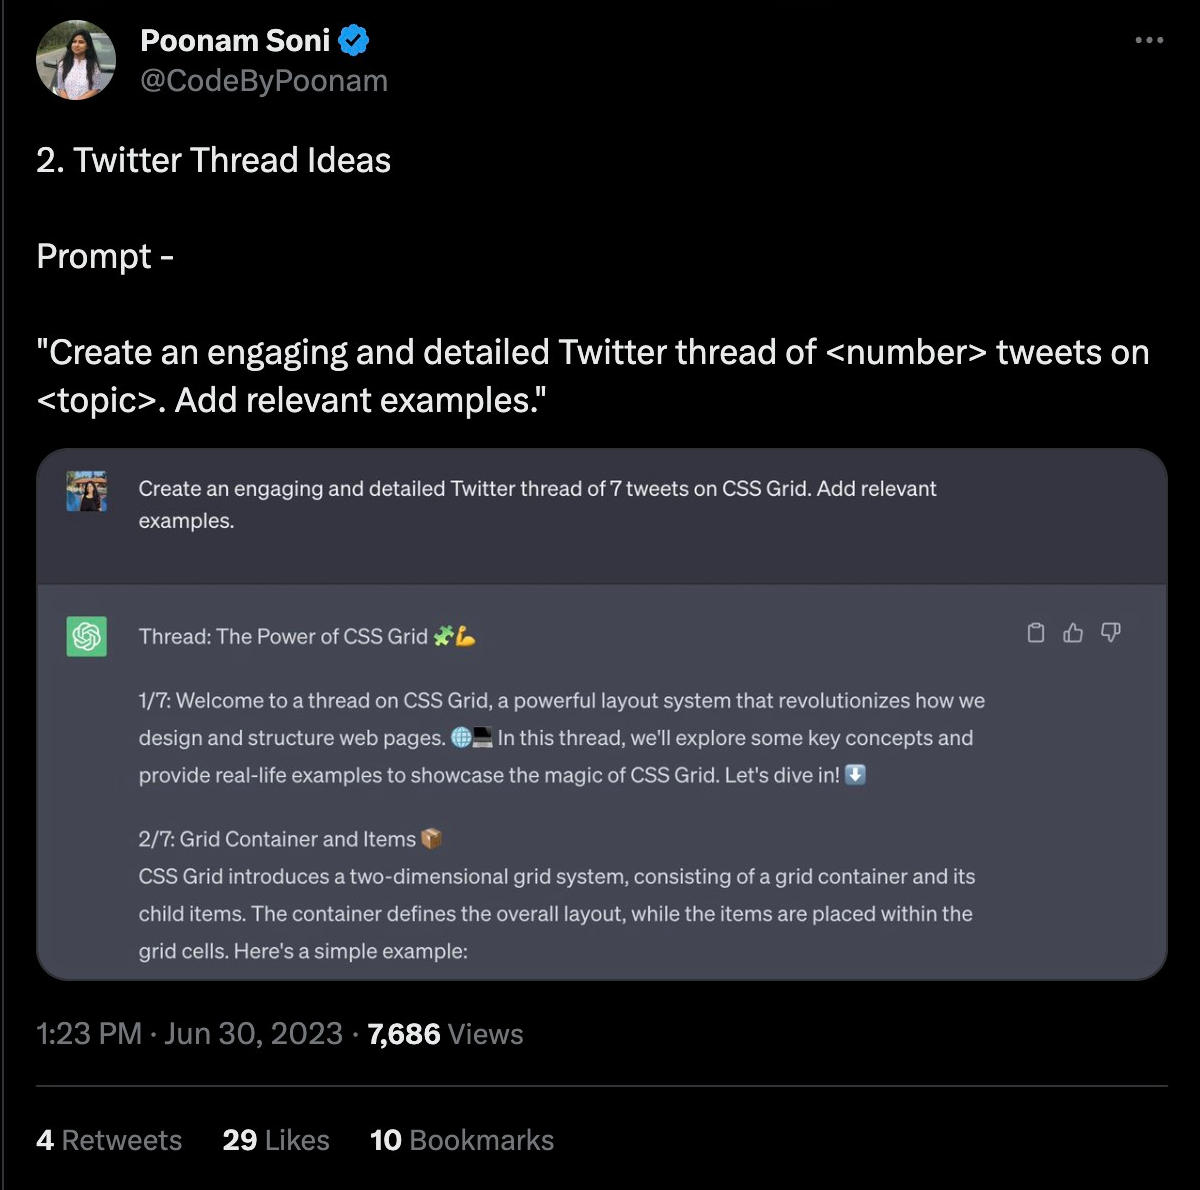 Poonam Soni
@CodeByPoonam
2. Twitter Thread Ideas
Prompt -
"Create an engaging and detailed Twitter thread of <number> tweets on
<topic>. Add relevant examples."
Create an engaging and detailed Twitter thread of 7 tweets on CSS Grid. Add relevant
examples.
Thread: The Power of CSS Grid 🧩💪
1/7: Welcome to a thread on CSS Grid, a powerful layout system that revolutionizes how we
design and structure web pages. 🌐💻 In this thread, we'll explore some key concepts and
provide real-life examples to showcase the magic of CSS Grid. Let's dive in! ⬇️
2/7: Grid Container and Items 📦
CSS Grid introduces a two-dimensional grid system, consisting of a grid container and its
child items. The container defines the overall layout, while the items are placed within the
grid cells. Here's a simple example:
1:23 PM · Jun 30, 2023 · 7,686 Views
4 Retweets 29 Likes 10 Bookmarks